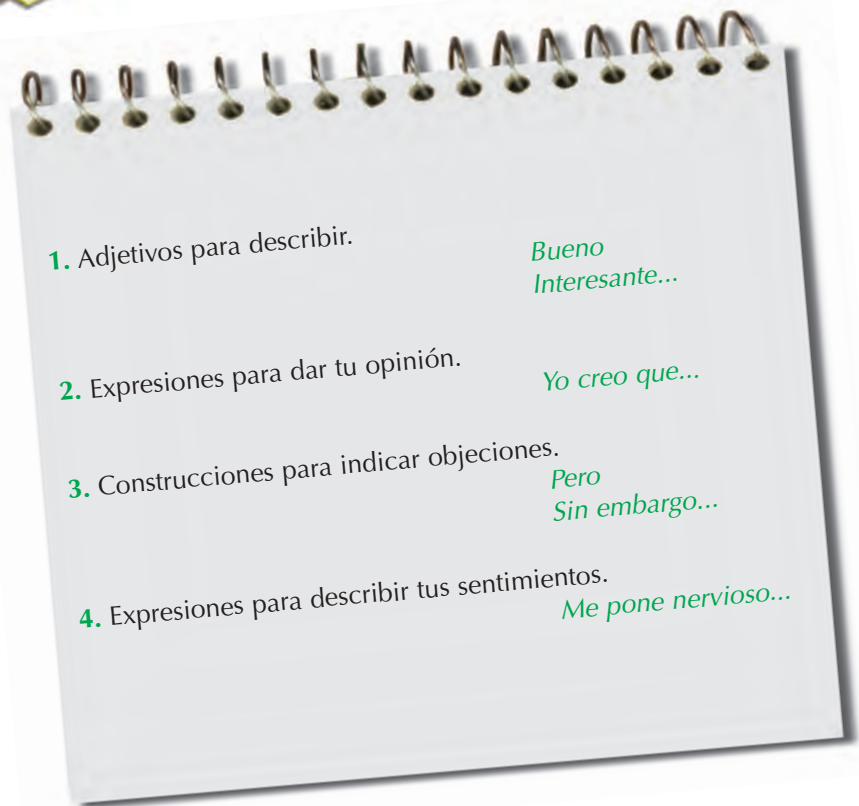 1. Adjetivos para describir.
Bueno
Interesante...
2. Expresiones para dar tu opinión.
Yo creo que...
3. Construcciones para indicar objeciones.
Pero
Sin embargo...
4. Expresiones para describir tus sentimientos.
Me pone nervioso...